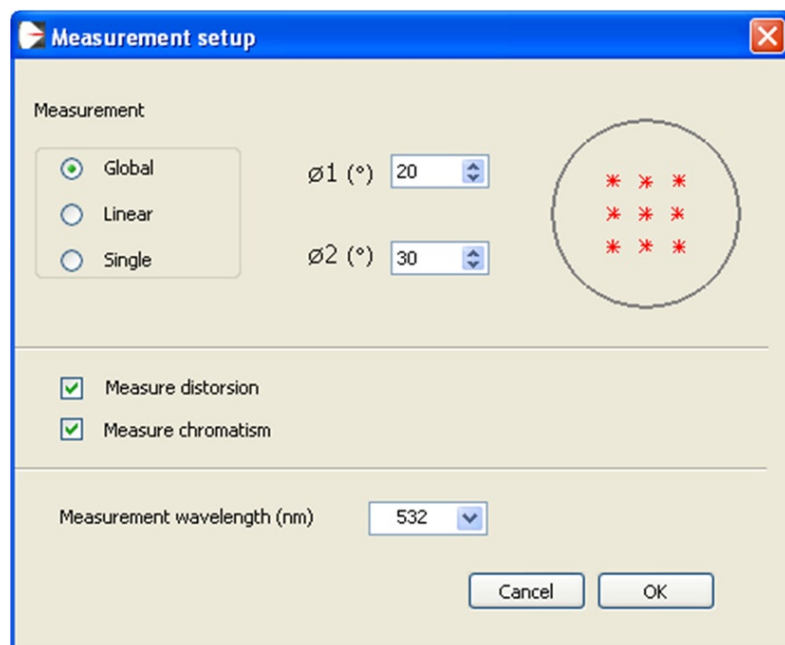 Measurement setup
Measurement
Global
Linear
Single
ø1 (°) 20
ø2 (°) 30
Measure distorsion
Measure chromatism
Measurement wavelength (nm) 532
Cancel OK